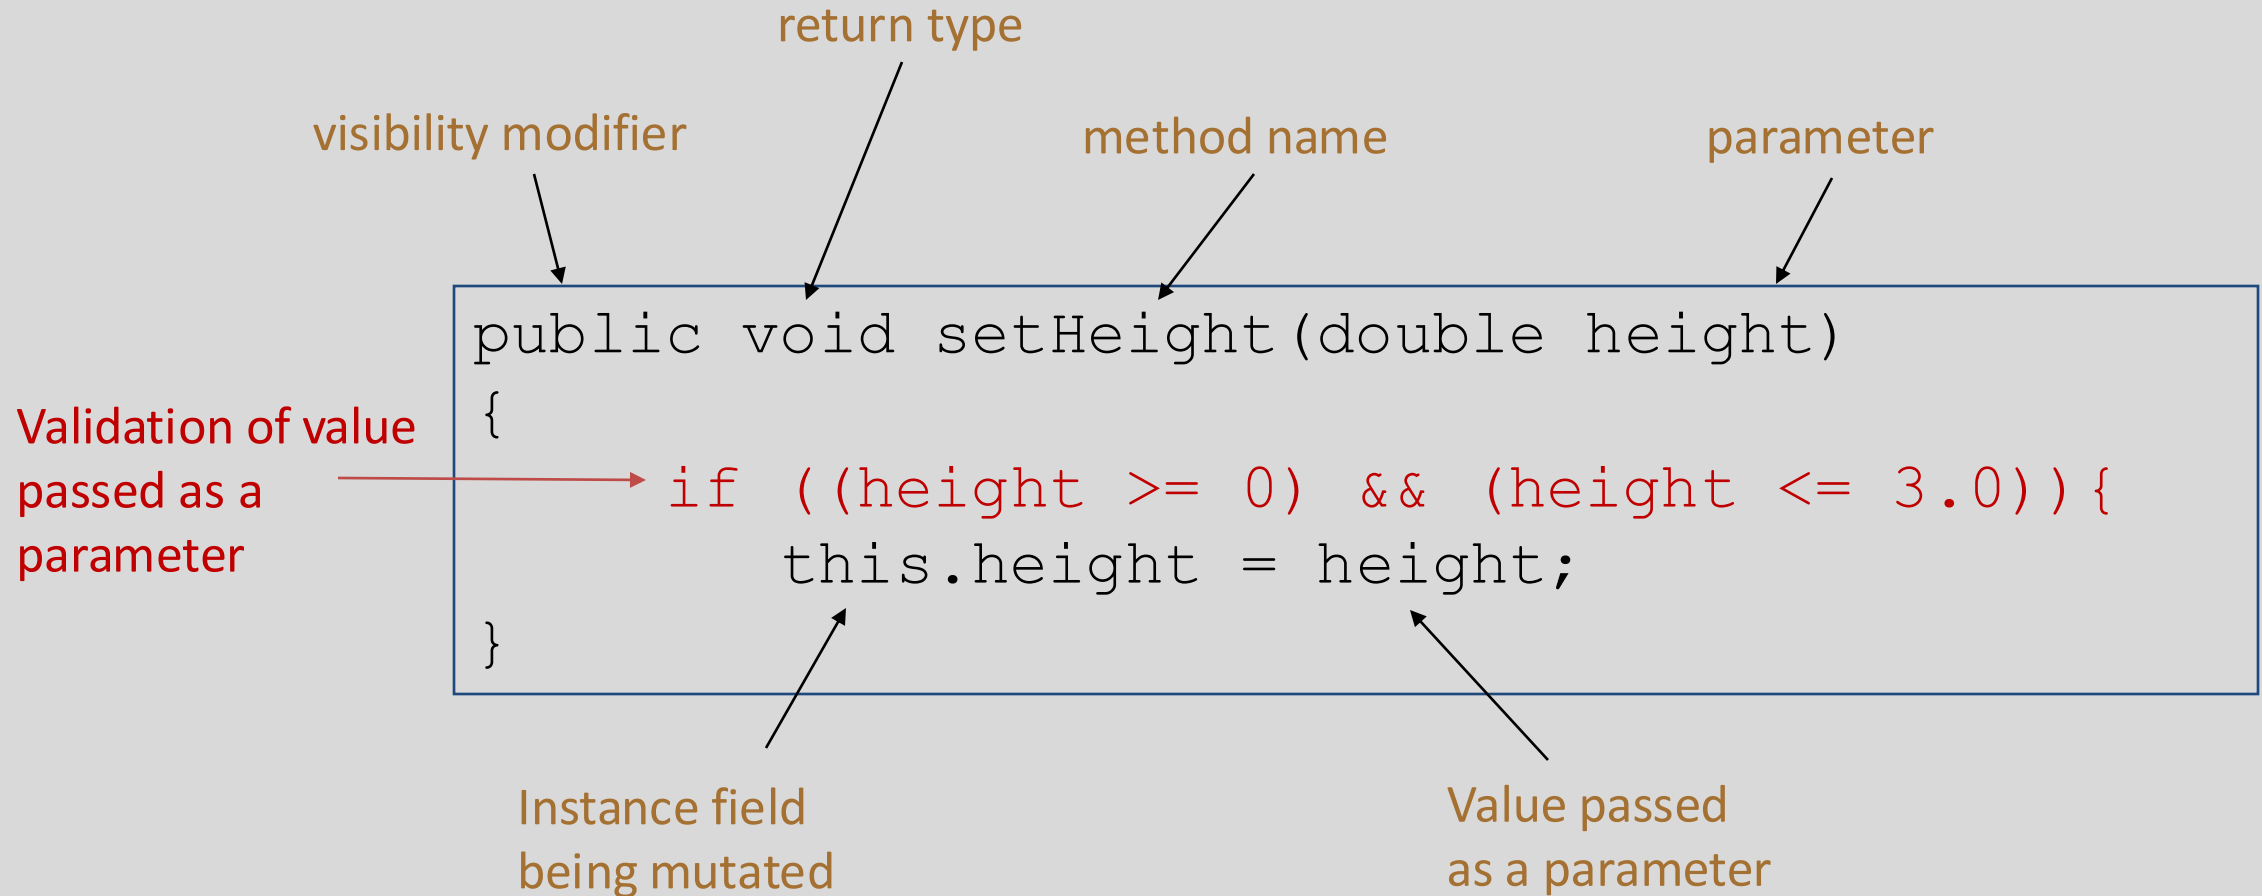 return type
visibility modifier
method name
parameter
public void setHeight(double height)
{
Validation of value
passed as a
parameter
if ((height >= 0) && (height <= 3.0)){
this.height = height;
}
Instance field
being mutated
Value passed
as a parameter